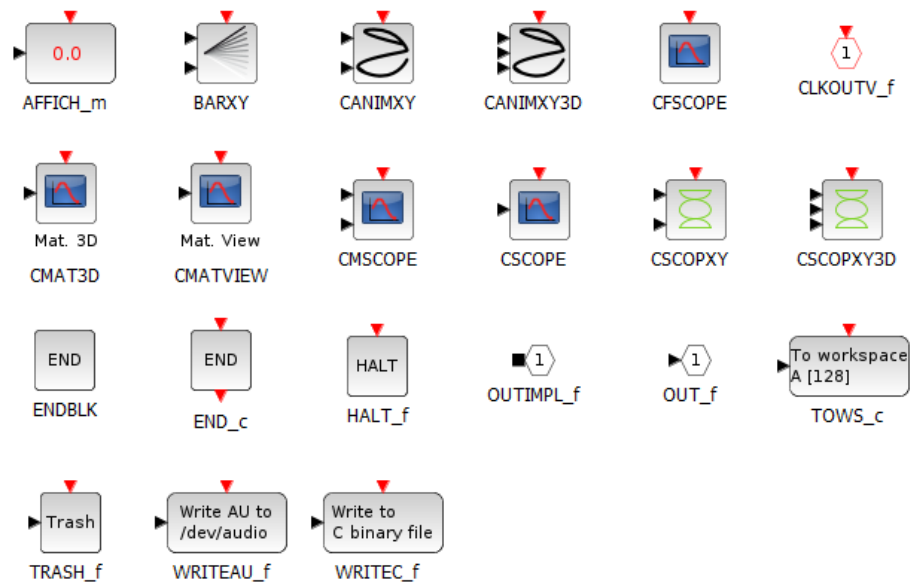 0.0
AFFICH_m
BARXY
CANIMXY
CANIMXY3D
CFSCOPE
1
CLKOUTV_f
Mat. 3D
CMAT3D
Mat. View
CMATVIEW
CMSCOPE
CSCOPE
CSCOPXY
CSCOPXY3D
END
ENDBLK
END
END_c
HALT
HALT_f
1
OUTIMPL_f
1
OUT_f
To workspace
A [128]
TOWS_c
Trash
TRASH_f
Write AU to
/dev/audio
WRITEAU_f
Write to
C binary file
WRITEC_f